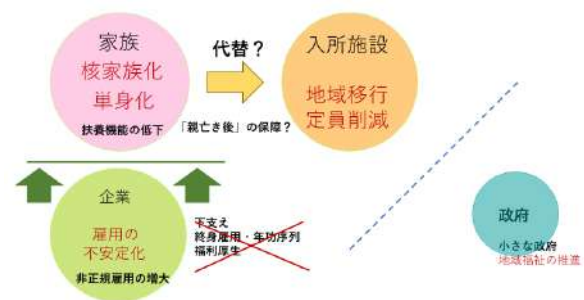 家族
核家族化
単身化
扶養機能の低下
代替？
「親亡き後」の保障？
入所施設
地域移行
定員削減
企業
雇用の
不安定化
非正規雇用の増大
下支え
終身雇用・年功序列
福利厚生
政府
小さな政府
地域福祉の推進